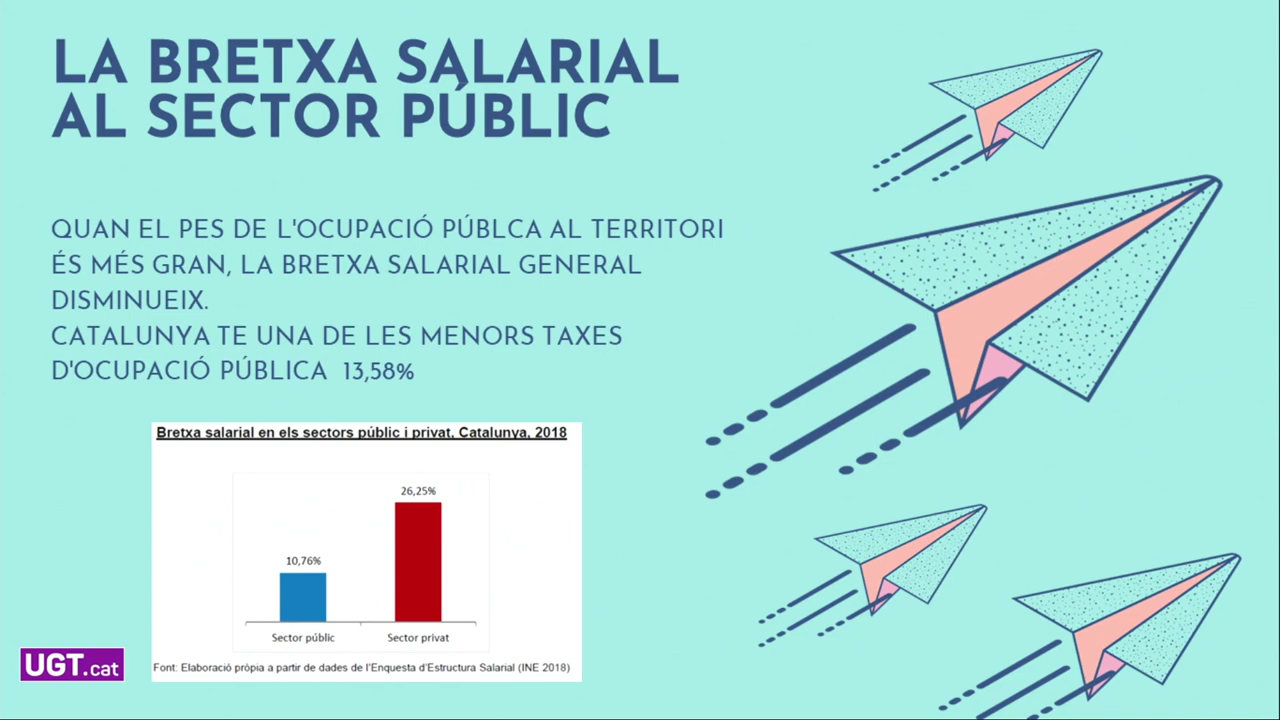 LA BRETXA SALARIAL
AL SECTOR PÚBLIC
QUAN EL PES DE L'OCUPACIÓ PÚBLCA AL TERRITORI
ÉS MÉS GRAN, LA BRETXA SALARIAL GENERAL
DISMINUEIX.
CATALUNYA TE UNA DE LES MENORS TAXES
D'OCUPACIÓ PÚBLICA 13,58%
Bretxa salarial en els sectors públic i privat. Catalunya. 2018
26,25%
10,76%
Sector públic Sector privat
Font: Elaboració pròpia a partir de dades de l'Enquesta d'Estructura Salarial (INE 2018)
UGT.cat